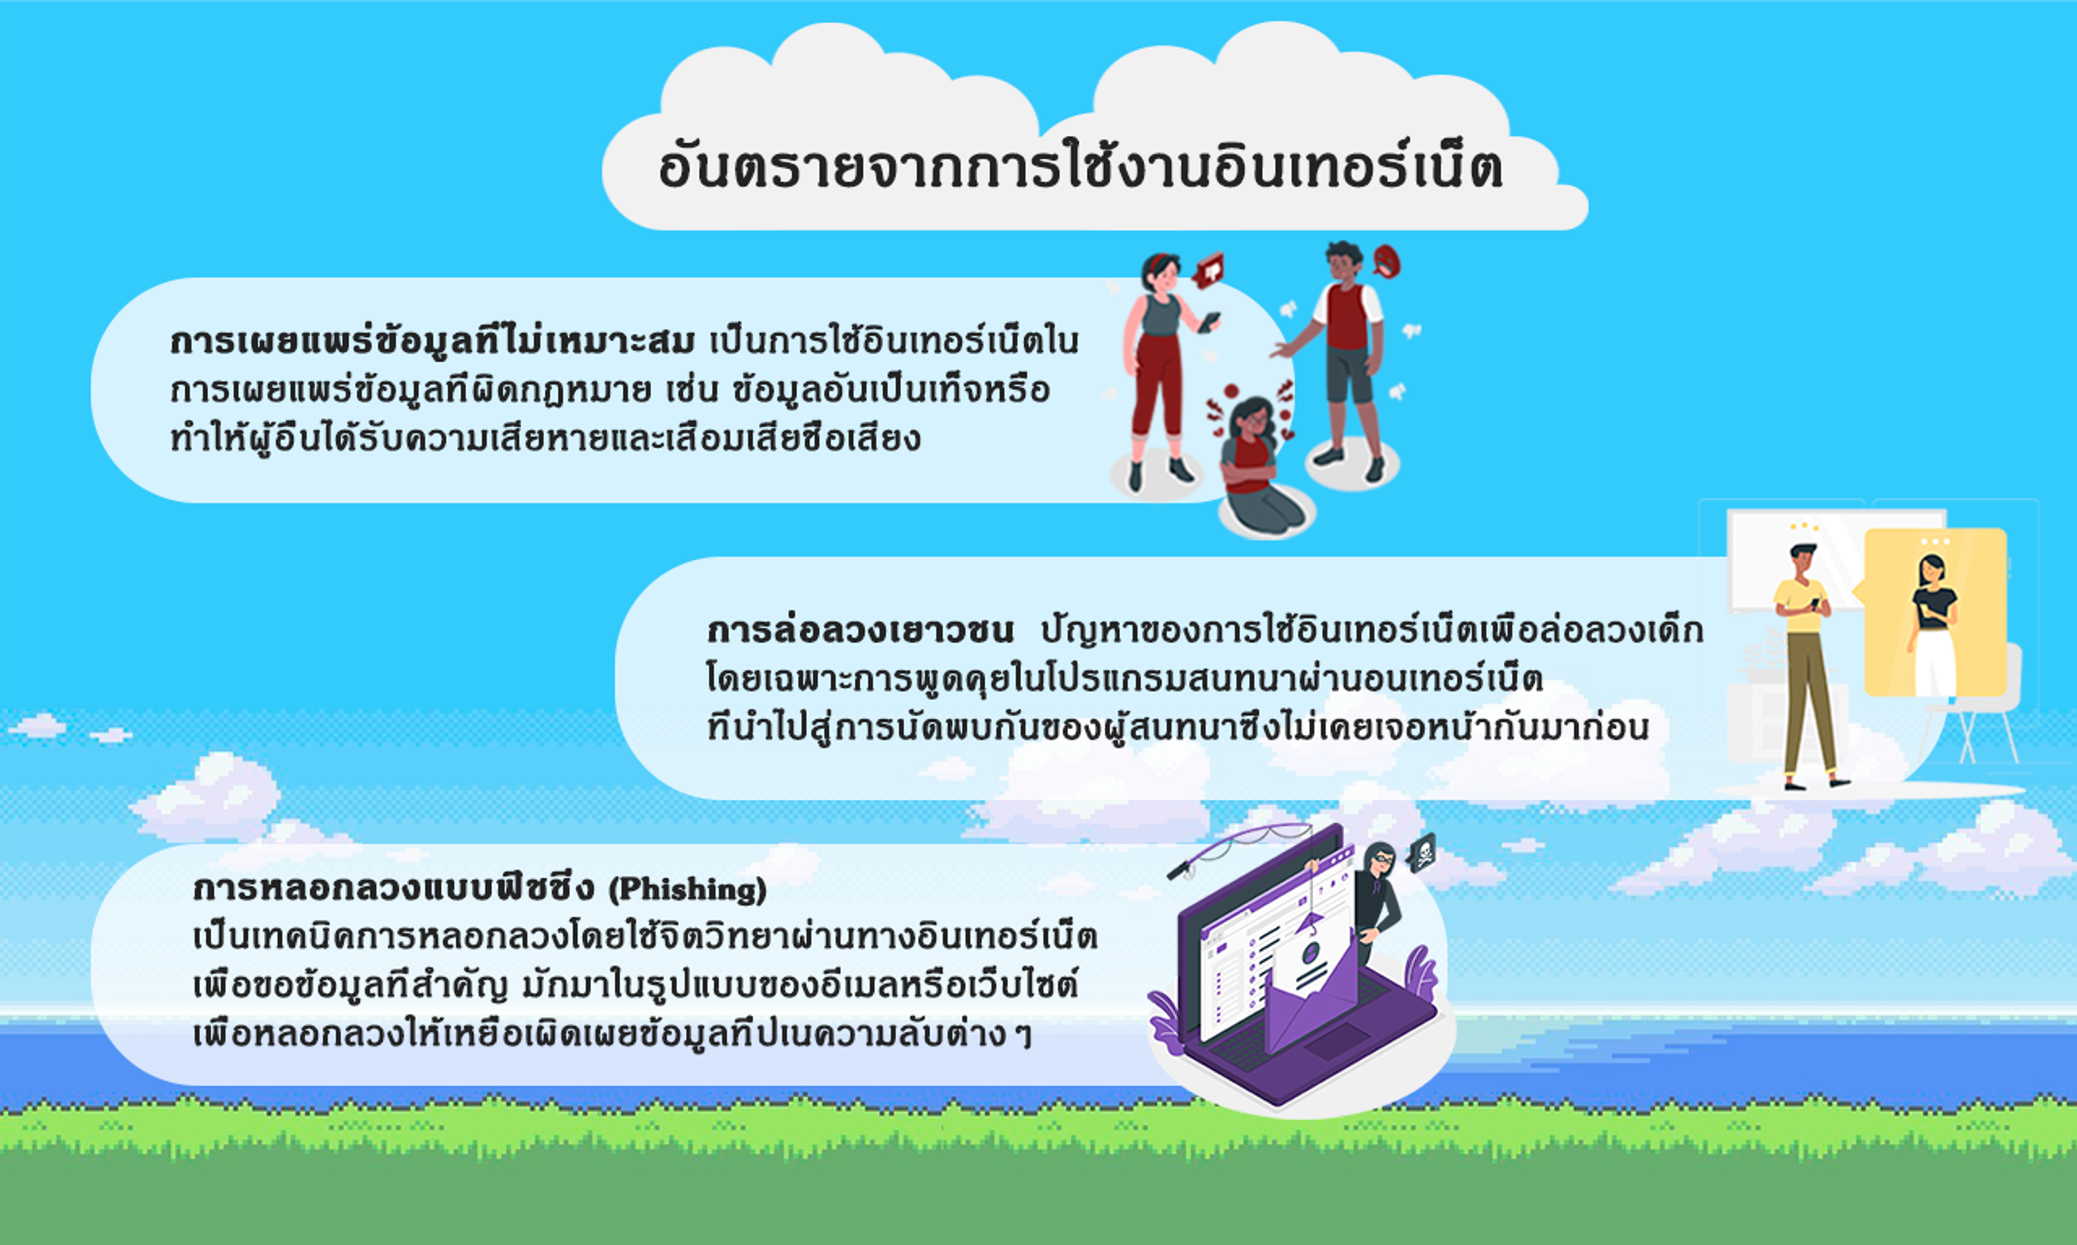 อันตรายจากการใช้งานอินเทอร์เน็ต
การเผยแพร่ข้อมูลที่ไม่เหมาะสม เป็นการใช้อินเทอร์เน็ตใน
การเผยแพร่ข้อมูลที่ผิดกฎหมาย เช่น ข้อมูลอันเป็นเท็จหรือ
ทำให้ผู้อื่นได้รับความเสียหายและเสื่อมเสียชื่อเสียง
การล่อลวงเยาวชน ปัญหาของการใช้อินเทอร์เน็ตเพื่อล่อลวงเด็ก
โดยเฉพาะการพูดคุยในโปรแกรมสนทนาผ่านอนเทอร์เน็ต
ที่นำไปสู่การนัดพบกันของผู้สนทนาซึ่งไม่เคยเจอหน้ากันมาก่อน
การหลอกลวงแบบฟิชชิ่ง (Phishing)
เป็นเทคนิคการหลอกลวงโดยใช้จิตวิทยาผ่านทางอินเทอร์เน็ต
เพื่อขอข้อมูลที่สำคัญ มักมาในรูปแบบของอีเมลหรือเว็บไซต์
เพื่อหลอกลวงให้เหยื่อเผิดเผยข้อมูลที่ปเนความลับต่าง ๆ